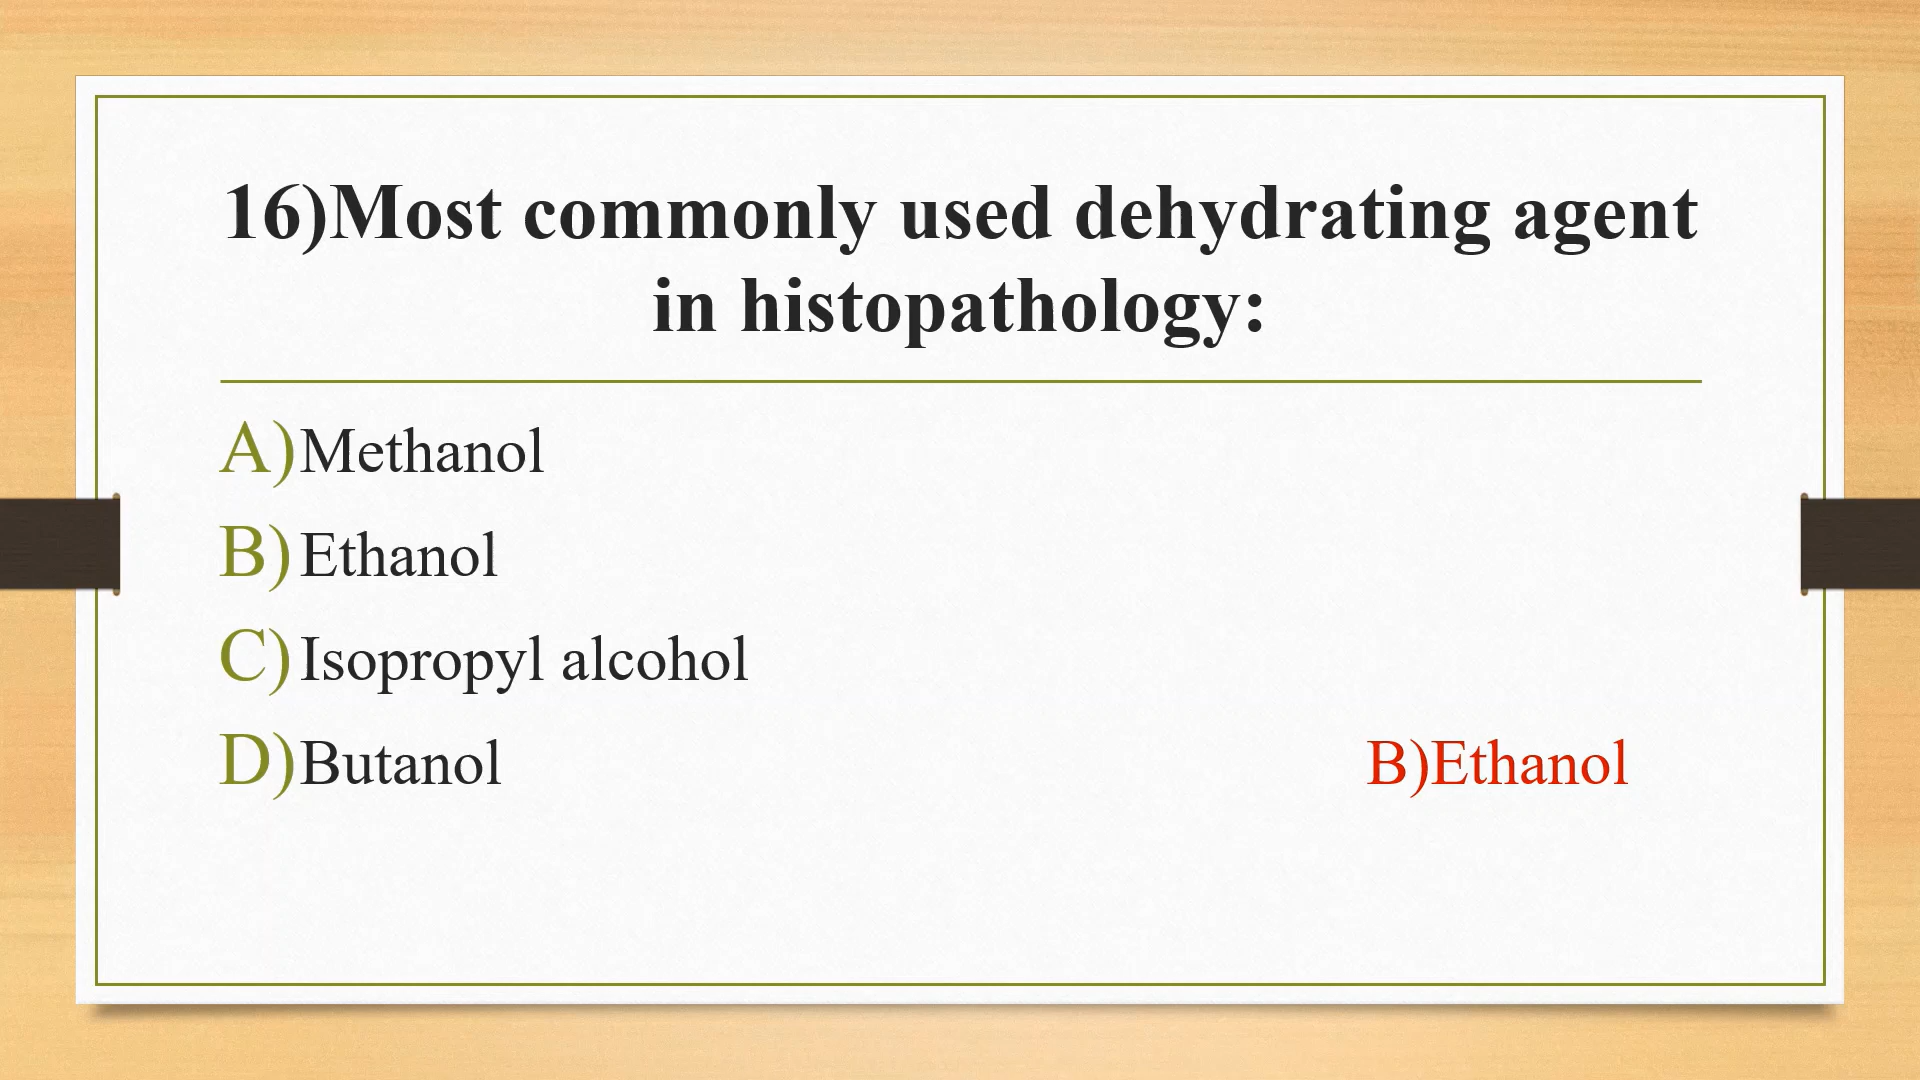 16)Most commonly used dehydrating agent
in histopathology:
A)Methanol
B)Ethanol
C)Isopropyl alcohol
D)Butanol
B)Ethanol